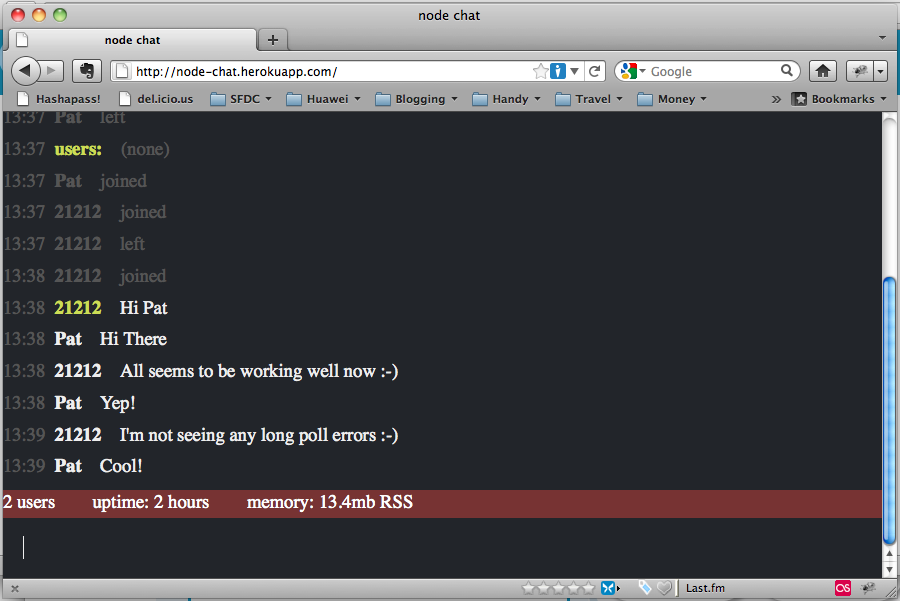 node chat
node chat
http://node-chat.herokuapp.com/
Google
Hashapass!
del.icio.us
SFDC
Huawei
Blogging
Handy
Travel
Money
»
Bookmarks
13:37 Pat left
13:37 users: (none)
13:37 Pat joined
13:37 21212 joined
13:37 21212 left
13:38 21212 joined
13:38 21212 Hi Pat
13:38 Pat Hi There
13:38 21212 All seems to be working well now :-)
13:38 Pat Yep!
13:39 21212 I'm not seeing any long poll errors :-)
13:39 Pat Cool!
2 users uptime: 2 hours memory: 13.4mb RSS
Last.fm